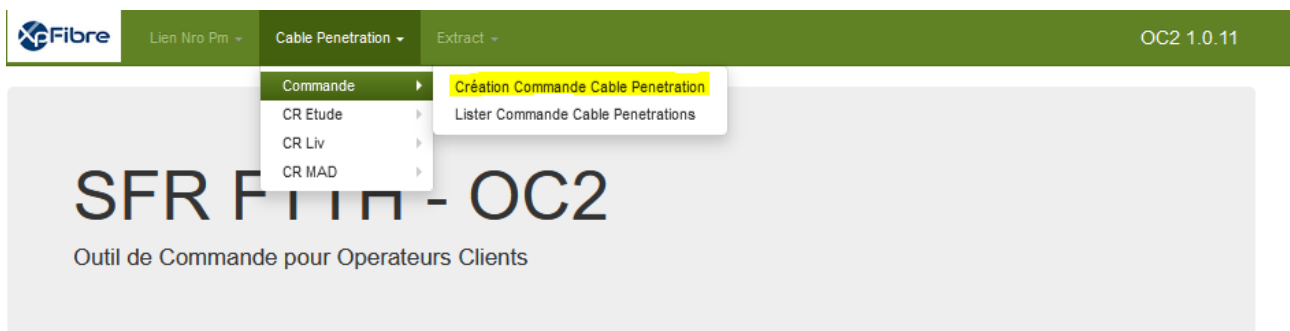 XpFibre
Lien Nro Pm
Cable Penetration
Extract
OC2 1.0.11
Commande
Création Commande Cable Penetration
CR Etude
Lister Commande Cable Penetrations
CR Liv
CR MAD
SFR FTTH - OC2
Outil de Commande pour Operateurs Clients